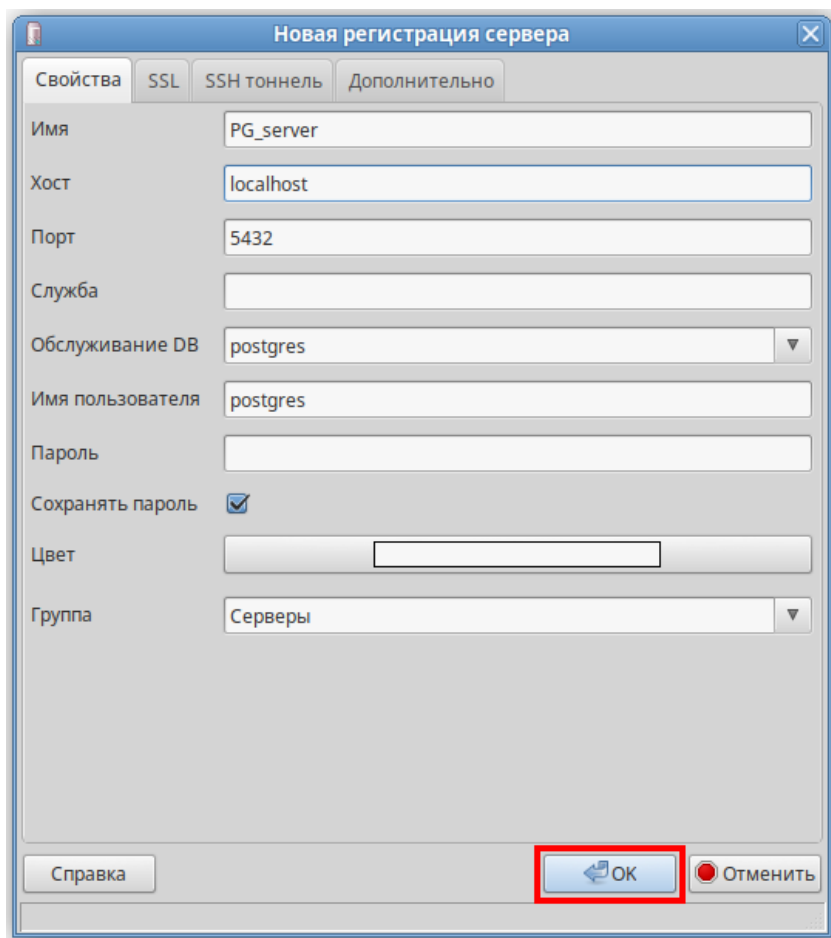 Новая регистрация сервера
Свойства SSL SSH тоннель Дополнительно
Имя PG_server
Хост localhost
Порт 5432
Служба
Обслуживание DB postgres
Имя пользователя postgres
Пароль
Сохранять пароль
Цвет
Группа Серверы
Справка OK Отменить